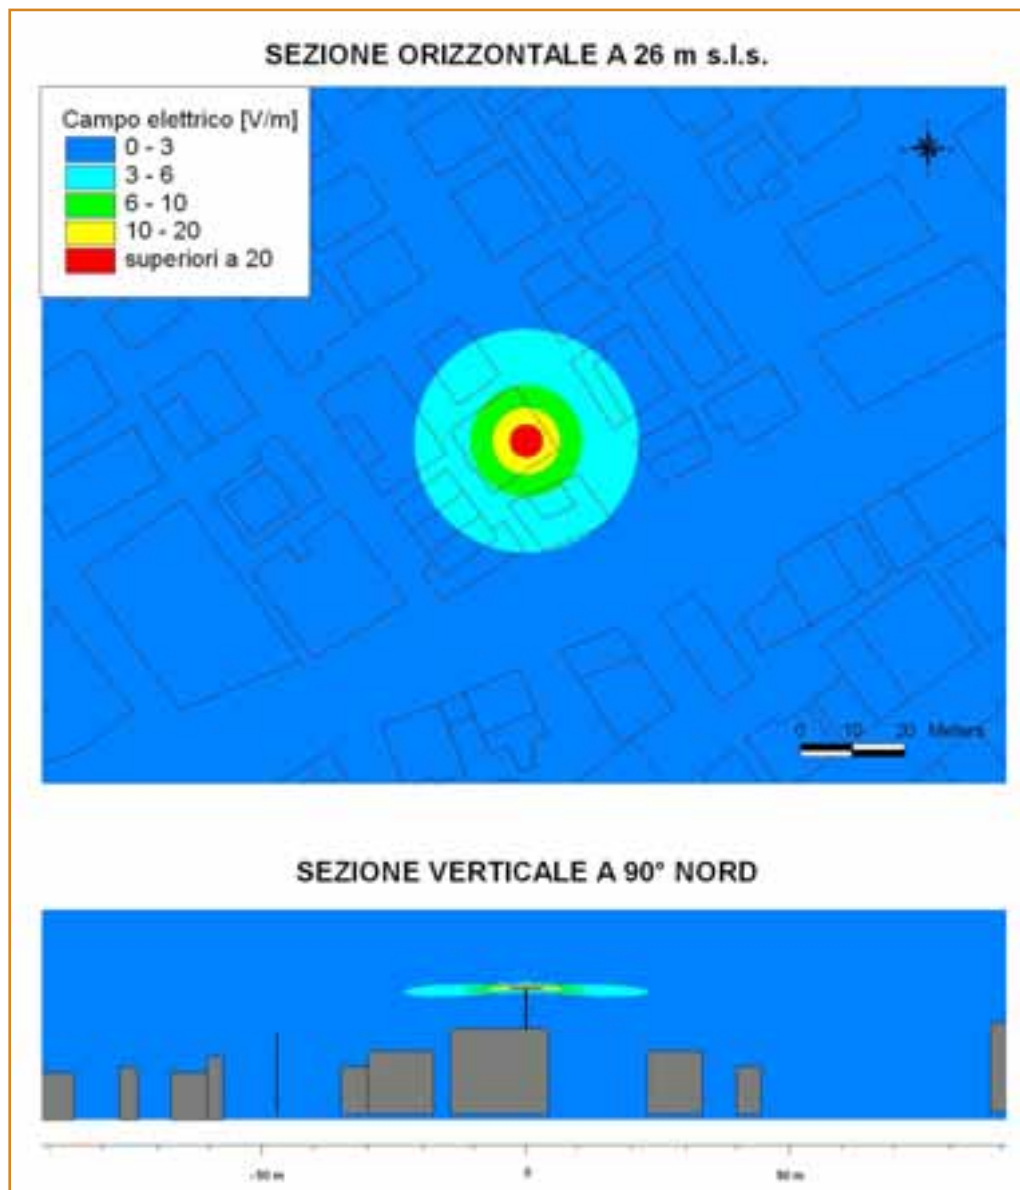 SEZIONE ORIZZONTALE A 26 m s.l.s.
Campo elettrico [V/m]
0 - 3
3 - 6
6 - 10
10 - 20
superiori a 20
0 10 20 Meters
SEZIONE VERTICALE A 90° NORD
-50 m 0 50 m